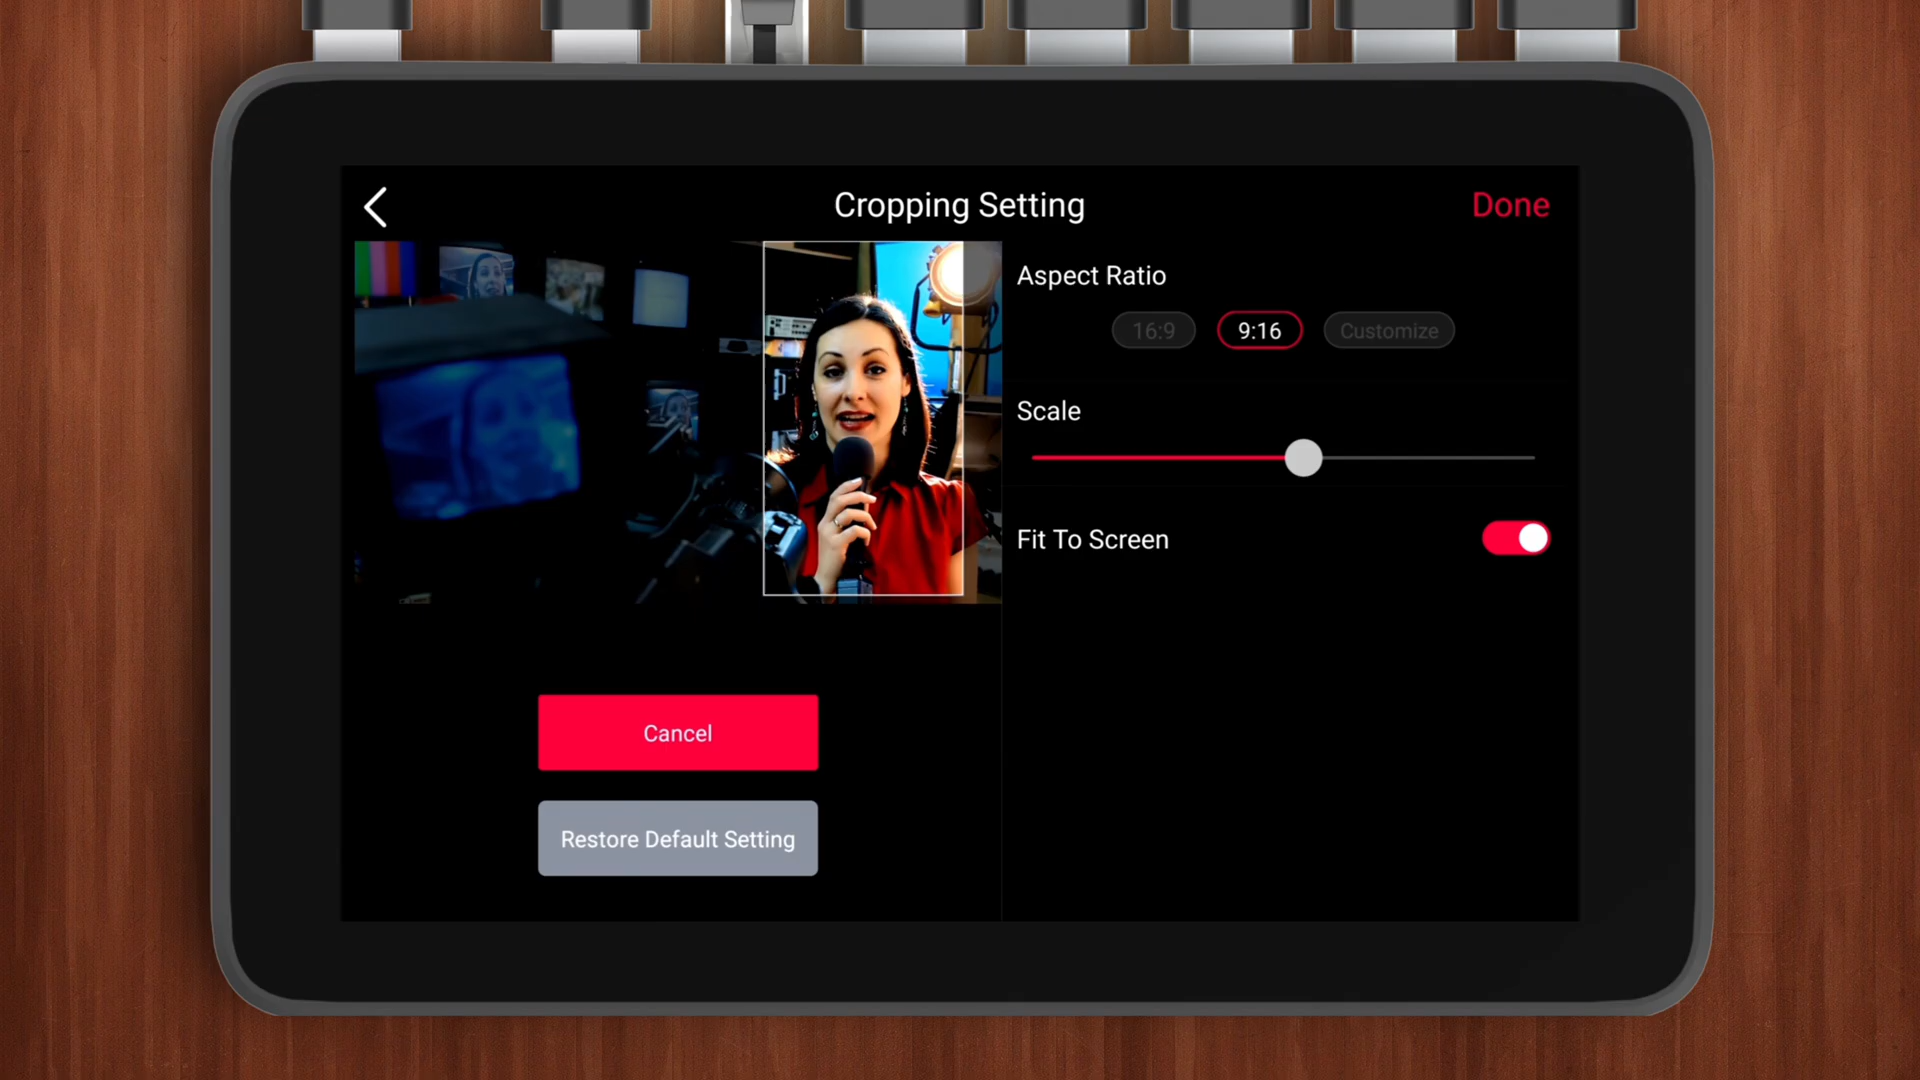 Cropping Setting
Done
Aspect Ratio
16:9
9:16
Customize
Scale
Fit To Screen
Cancel
Restore Default Setting